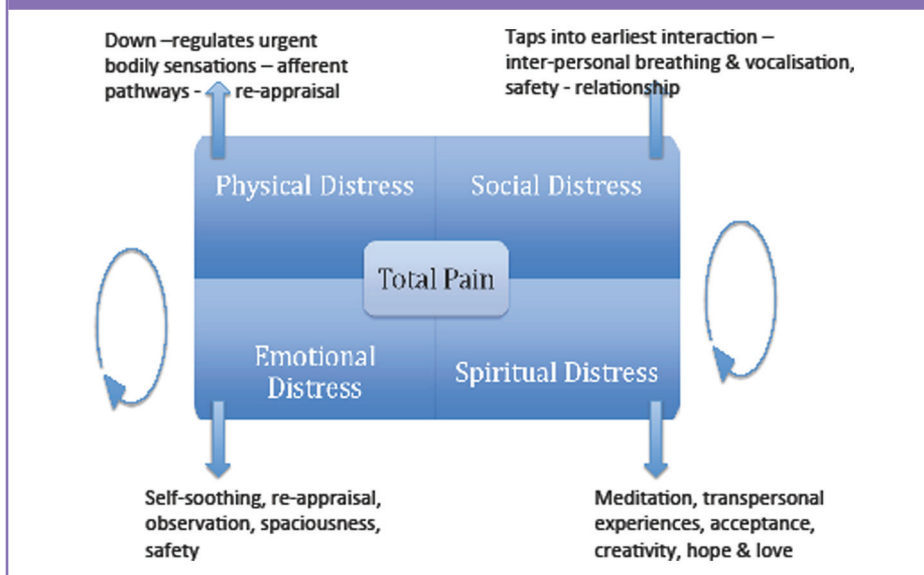 Down –regulates urgent
bodily sensations – afferent
pathways - re-appraisal
Taps into earliest interaction –
inter-personal breathing & vocalisation,
safety - relationship
Physical Distress
Social Distress
Total Pain
Emotional
Distress
Spiritual Distress
Self-soothing, re-appraisal,
observation, spaciousness,
safety
Meditation, transpersonal
experiences, acceptance,
creativity, hope & love